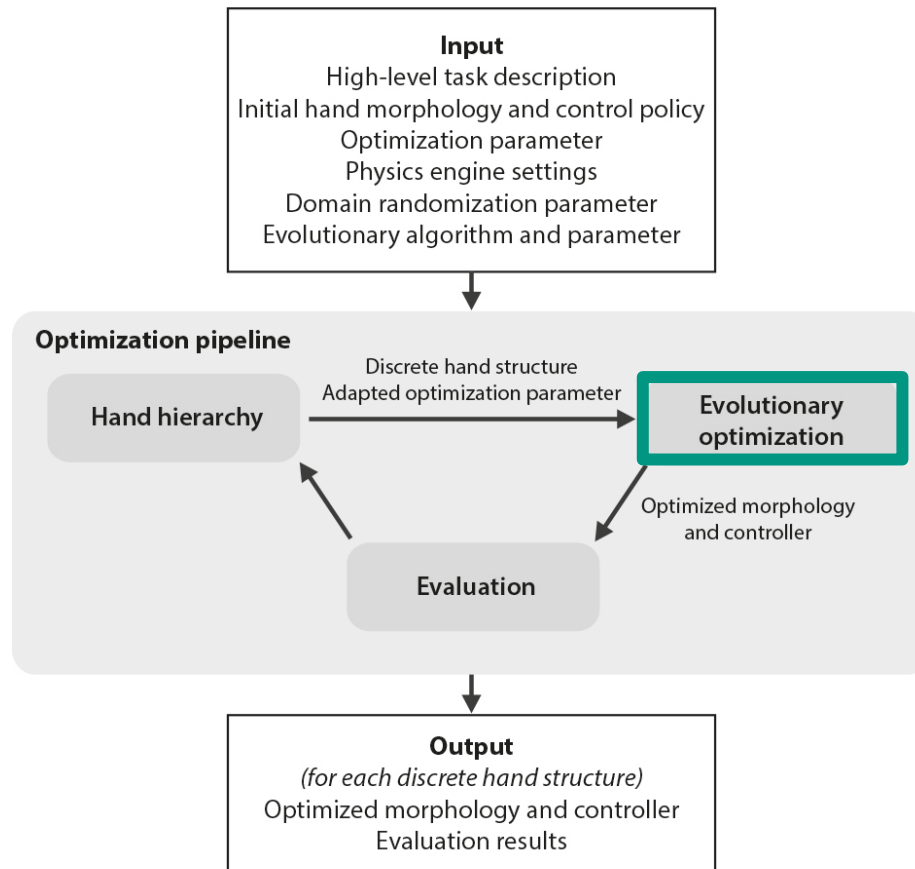 Input
High-level task description
Initial hand morphology and control policy
Optimization parameter
Physics engine settings
Domain randomization parameter
Evolutionary algorithm and parameter
Optimization pipeline
Discrete hand structure
Adapted optimization parameter
Hand hierarchy
Evolutionary
optimization
Optimized morphology
and controller
Evaluation
Output
(for each discrete hand structure)
Optimized morphology and controller
Evaluation results